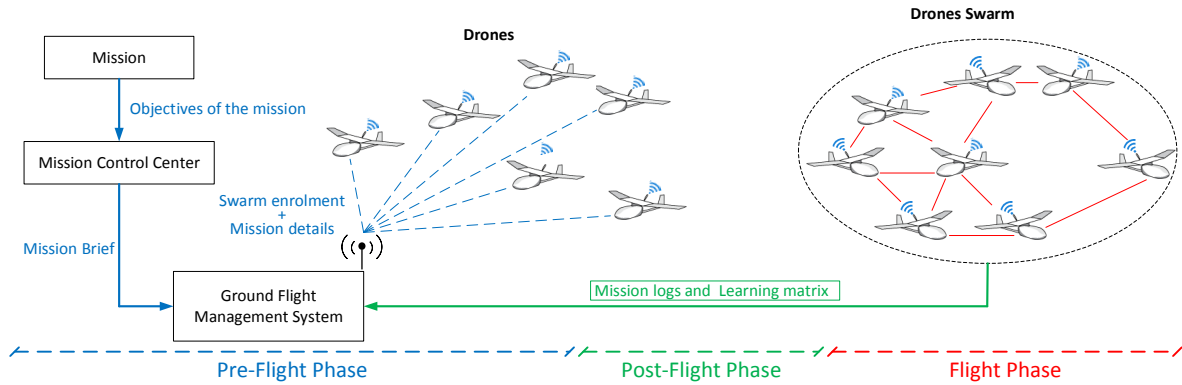 Drones Swarm
Drones
Mission
Objectives of the mission
Mission Control Center
Swarm enrolment
+
Mission details
Mission Brief
Ground Flight
Management System
Mission logs and Learning matrix
Pre-Flight Phase
Post-Flight Phase
Flight Phase